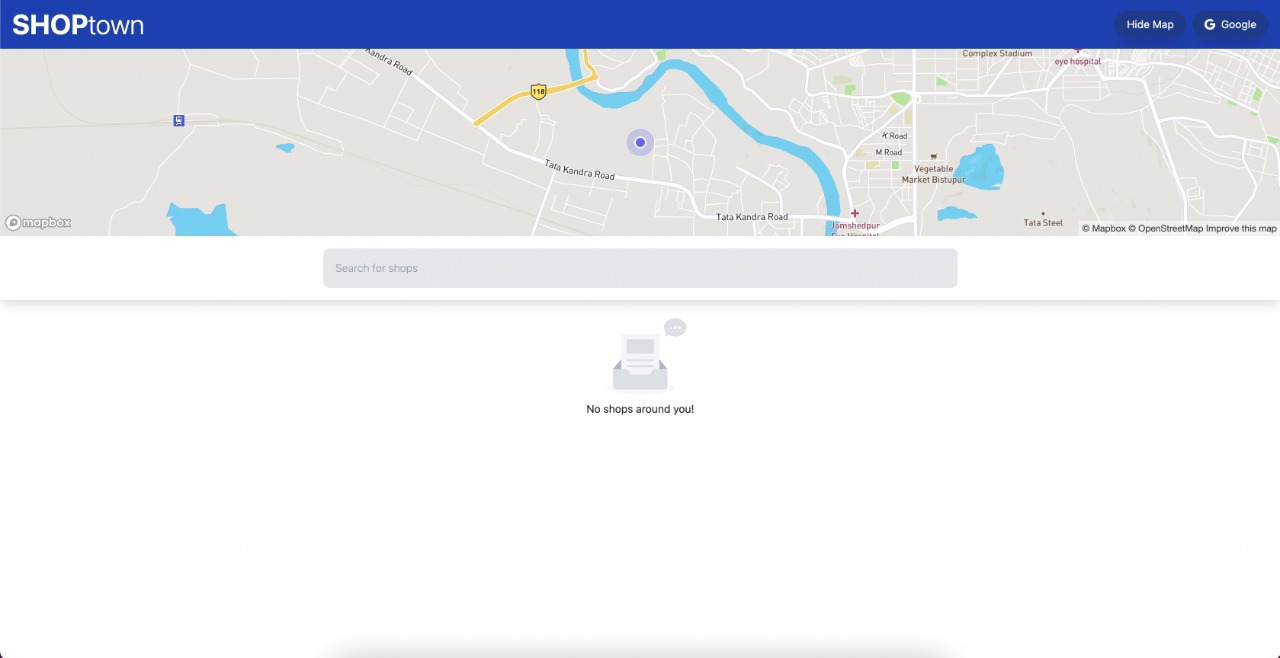 SHOPtown
Hide Map
Google
Kandra Road
Complex Stadium
eye hospital
118
K Road
M Road
Vegetable
Market Bistupur
Tata Kandra Road
Tata Kandra Road
Tata Steel
Jamshedpur
Eye Hospital
mapbox
© Mapbox © OpenStreetMap Improve this map
Search for shops
No shops around you!